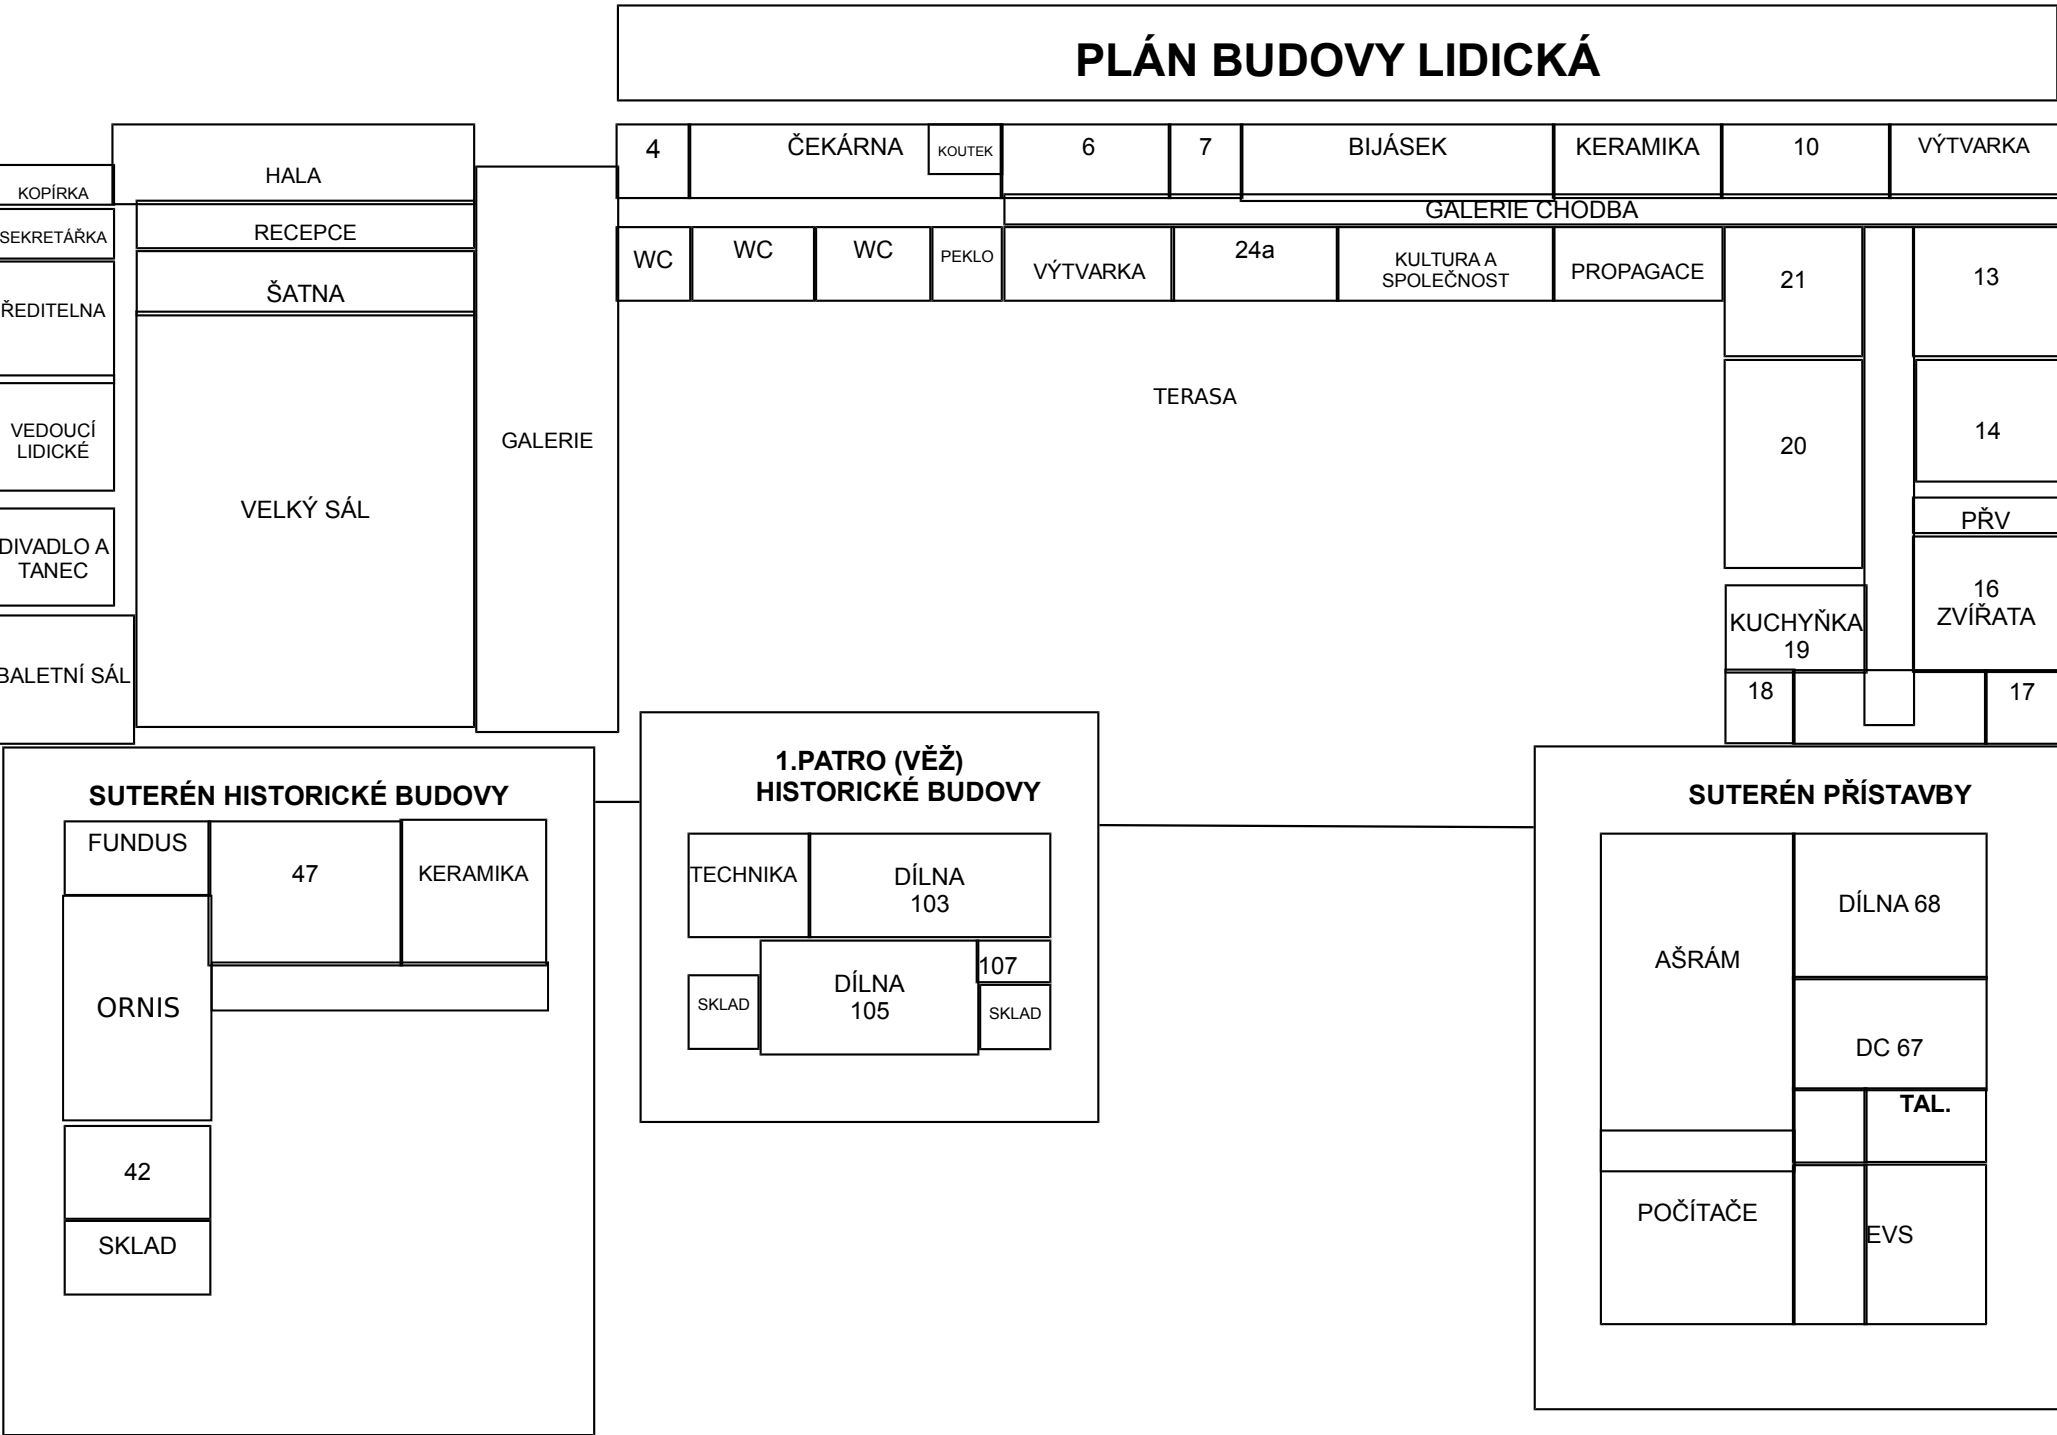 PLÁN BUDOVY LIDICKÁ
HALA
4
ČEKÁRNA
KOUTEK
6
7
BIJÁSEK
KERAMIKA
10
VÝTVARKA
KOPÍRKA
SEKRETÁŘKA
RECEPCE
GALERIE CHODBA
WC
WC
WC
PEKLO
VÝTVARKA
24a
KULTURA A
SPOLEČNOST
PROPAGACE
21
13
ŘEDITELNA
ŠATNA
TERASA
VEDOUCÍ
LIDICKÉ
GALERIE
20
14
VELKÝ SÁL
PŘV
DIVADLO A
TANEC
16
ZVÍŘATA
KUCHYŇKA
19
BALETNÍ SÁL
18
17
SUTERÉN HISTORICKÉ BUDOVY
FUNDUS
47
KERAMIKA
ORNIS
42
SKLAD
1.PATRO (VĚŽ)
HISTORICKÉ BUDOVY
TECHNIKA
DÍLNA
103
SKLAD
DÍLNA
105
107
SKLAD
SUTERÉN PŘÍSTAVBY
AŠRÁM
DÍLNA 68
DC 67
TAL.
POČÍTAČE
EVS